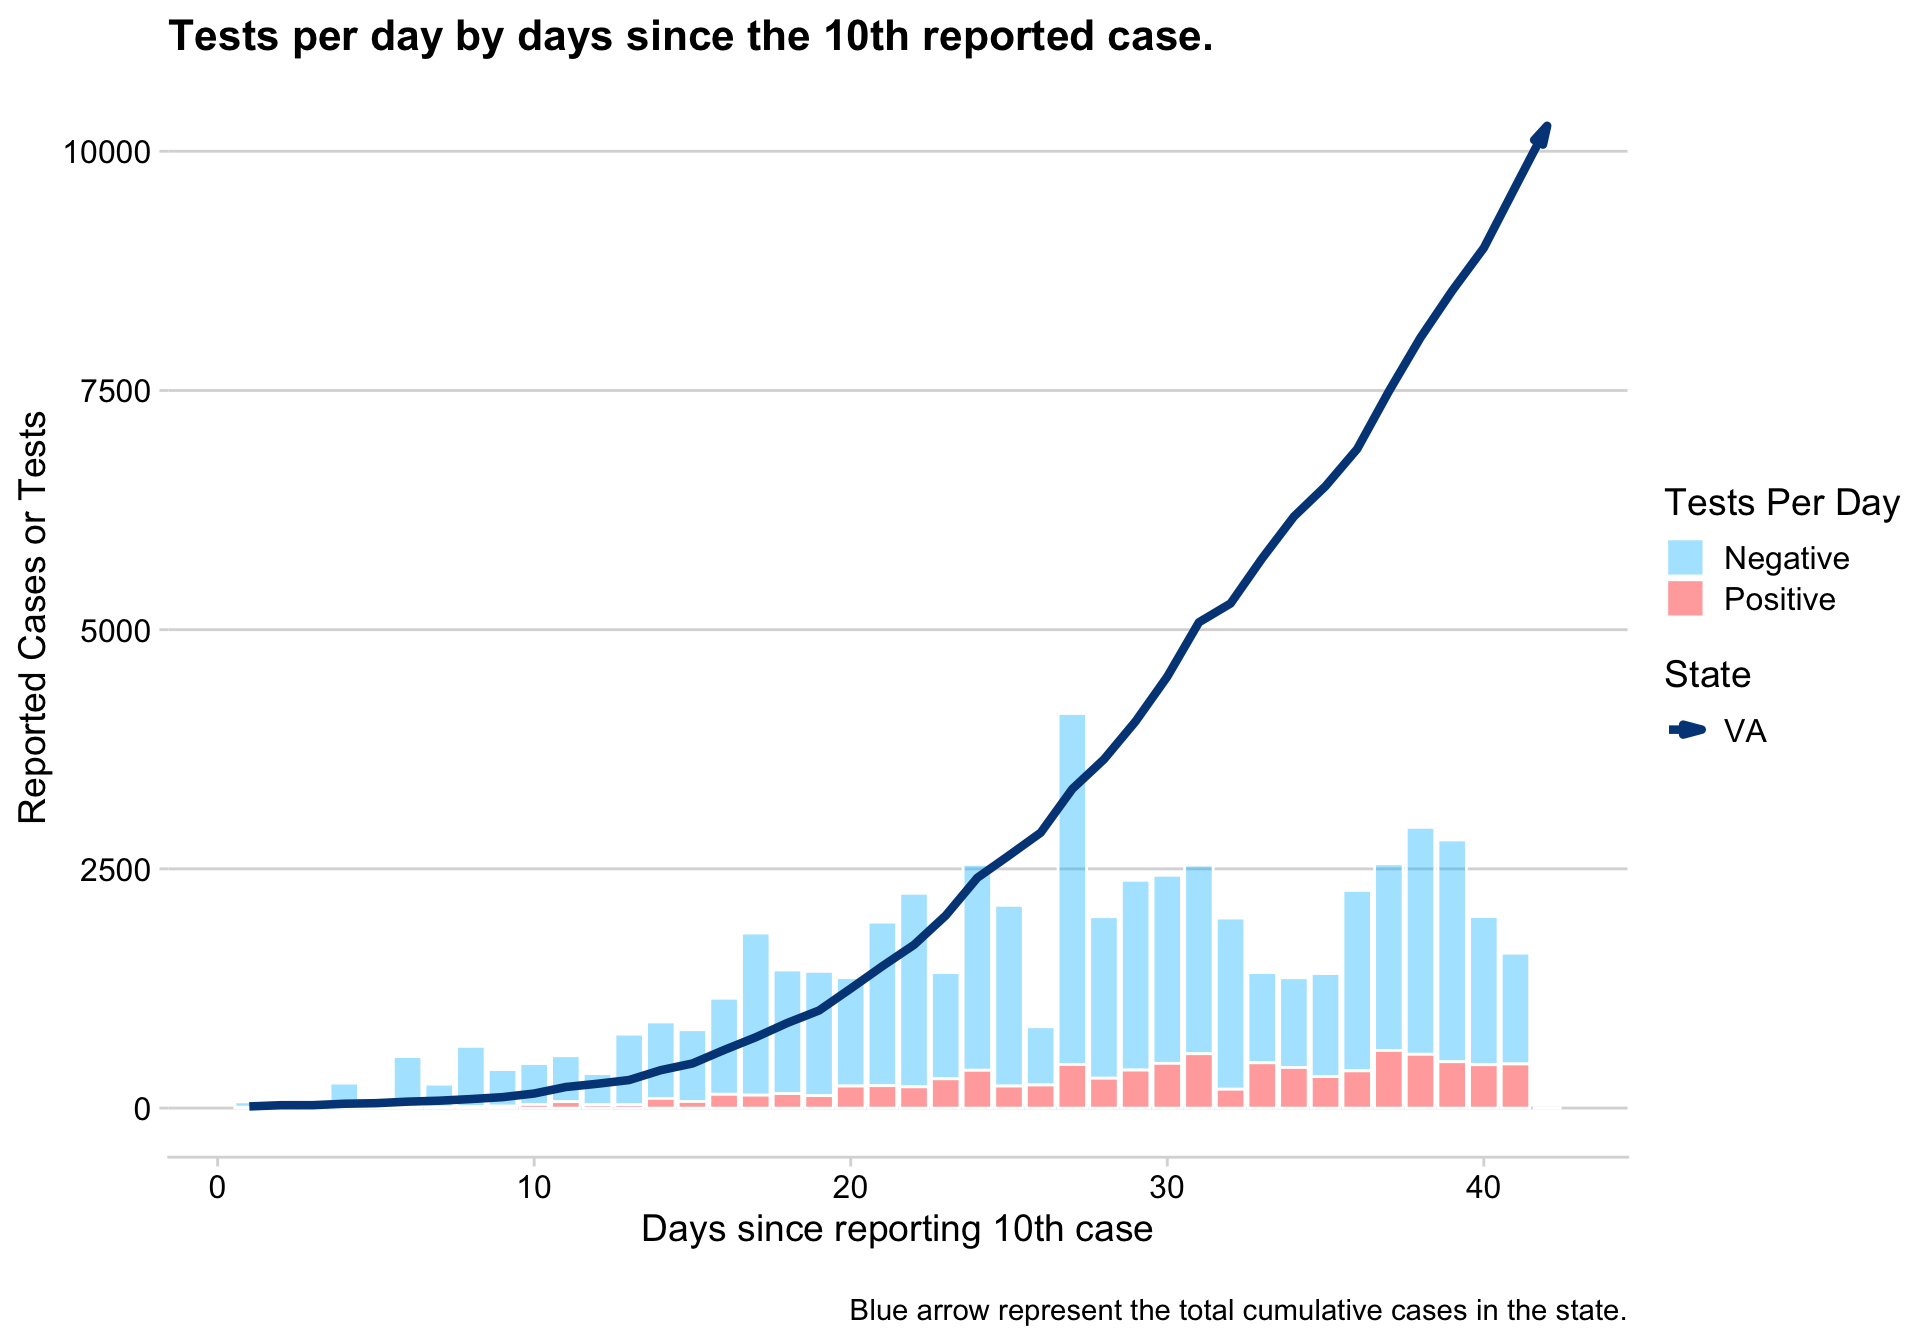 Tests per day by days since the 10th reported case.
10000
7500
5000
2500
0
Reported Cases or Tests
0 10 20 30 40
Days since reporting 10th case
Tests Per Day
Negative
Positive
State
VA
Blue arrow represent the total cumulative cases in the state.